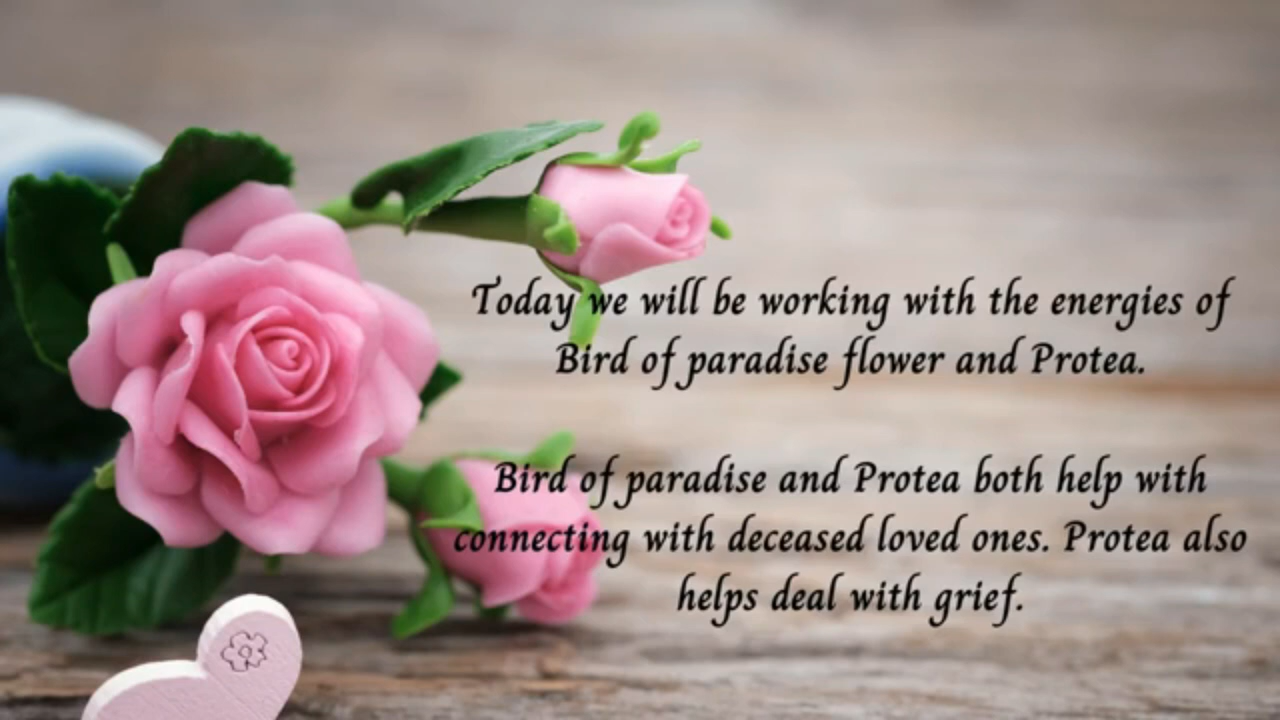 Today we will be working with the energies of
Bird of paradise flower and Protea.
Bird of paradise and Protea both help with
connecting with deceased loved ones. Protea also
helps deal with grief.